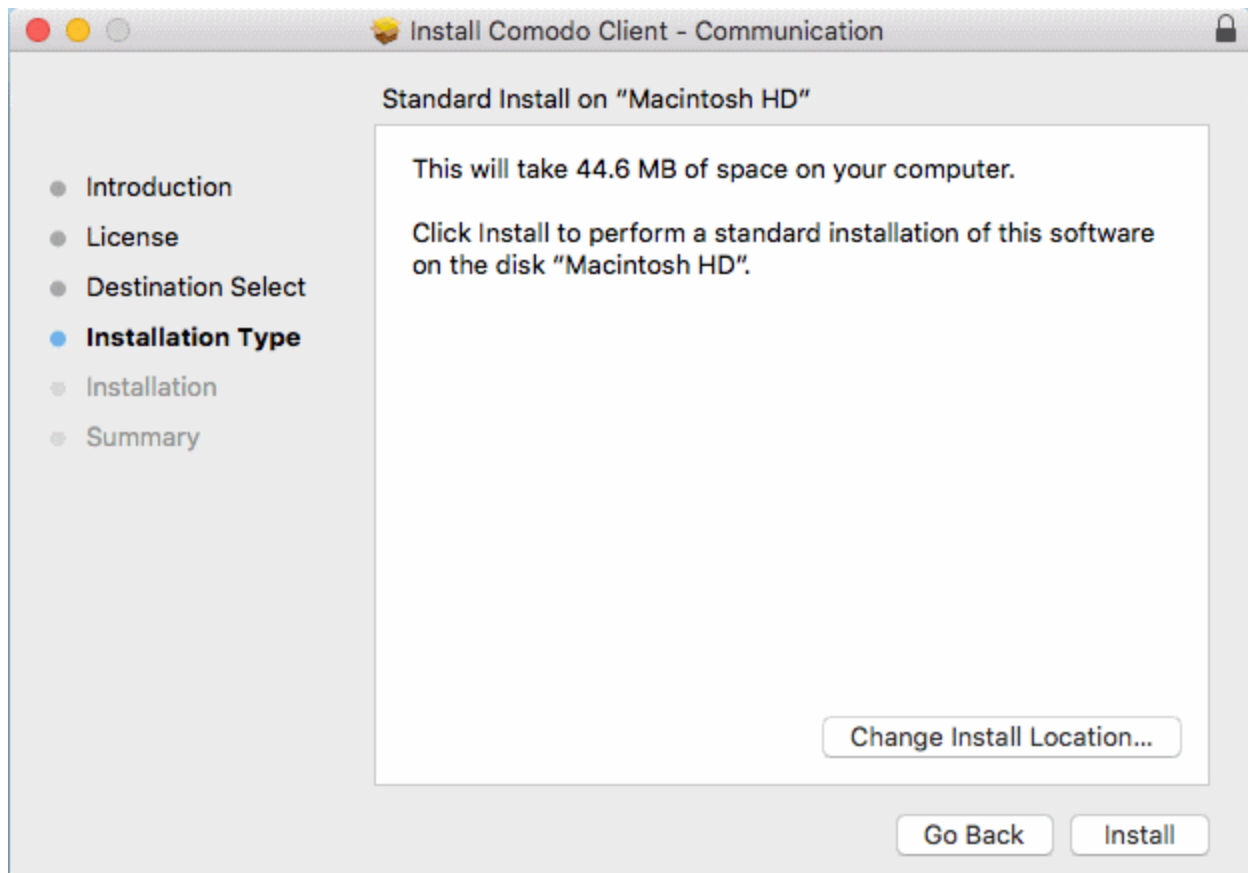 Install Comodo Client - Communication
Standard Install on “Macintosh HD”
Introduction
License
Destination Select
Installation Type
Installation
Summary
This will take 44.6 MB of space on your computer.
Click Install to perform a standard installation of this software
on the disk “Macintosh HD”.
Change Install Location...
Go Back
Install